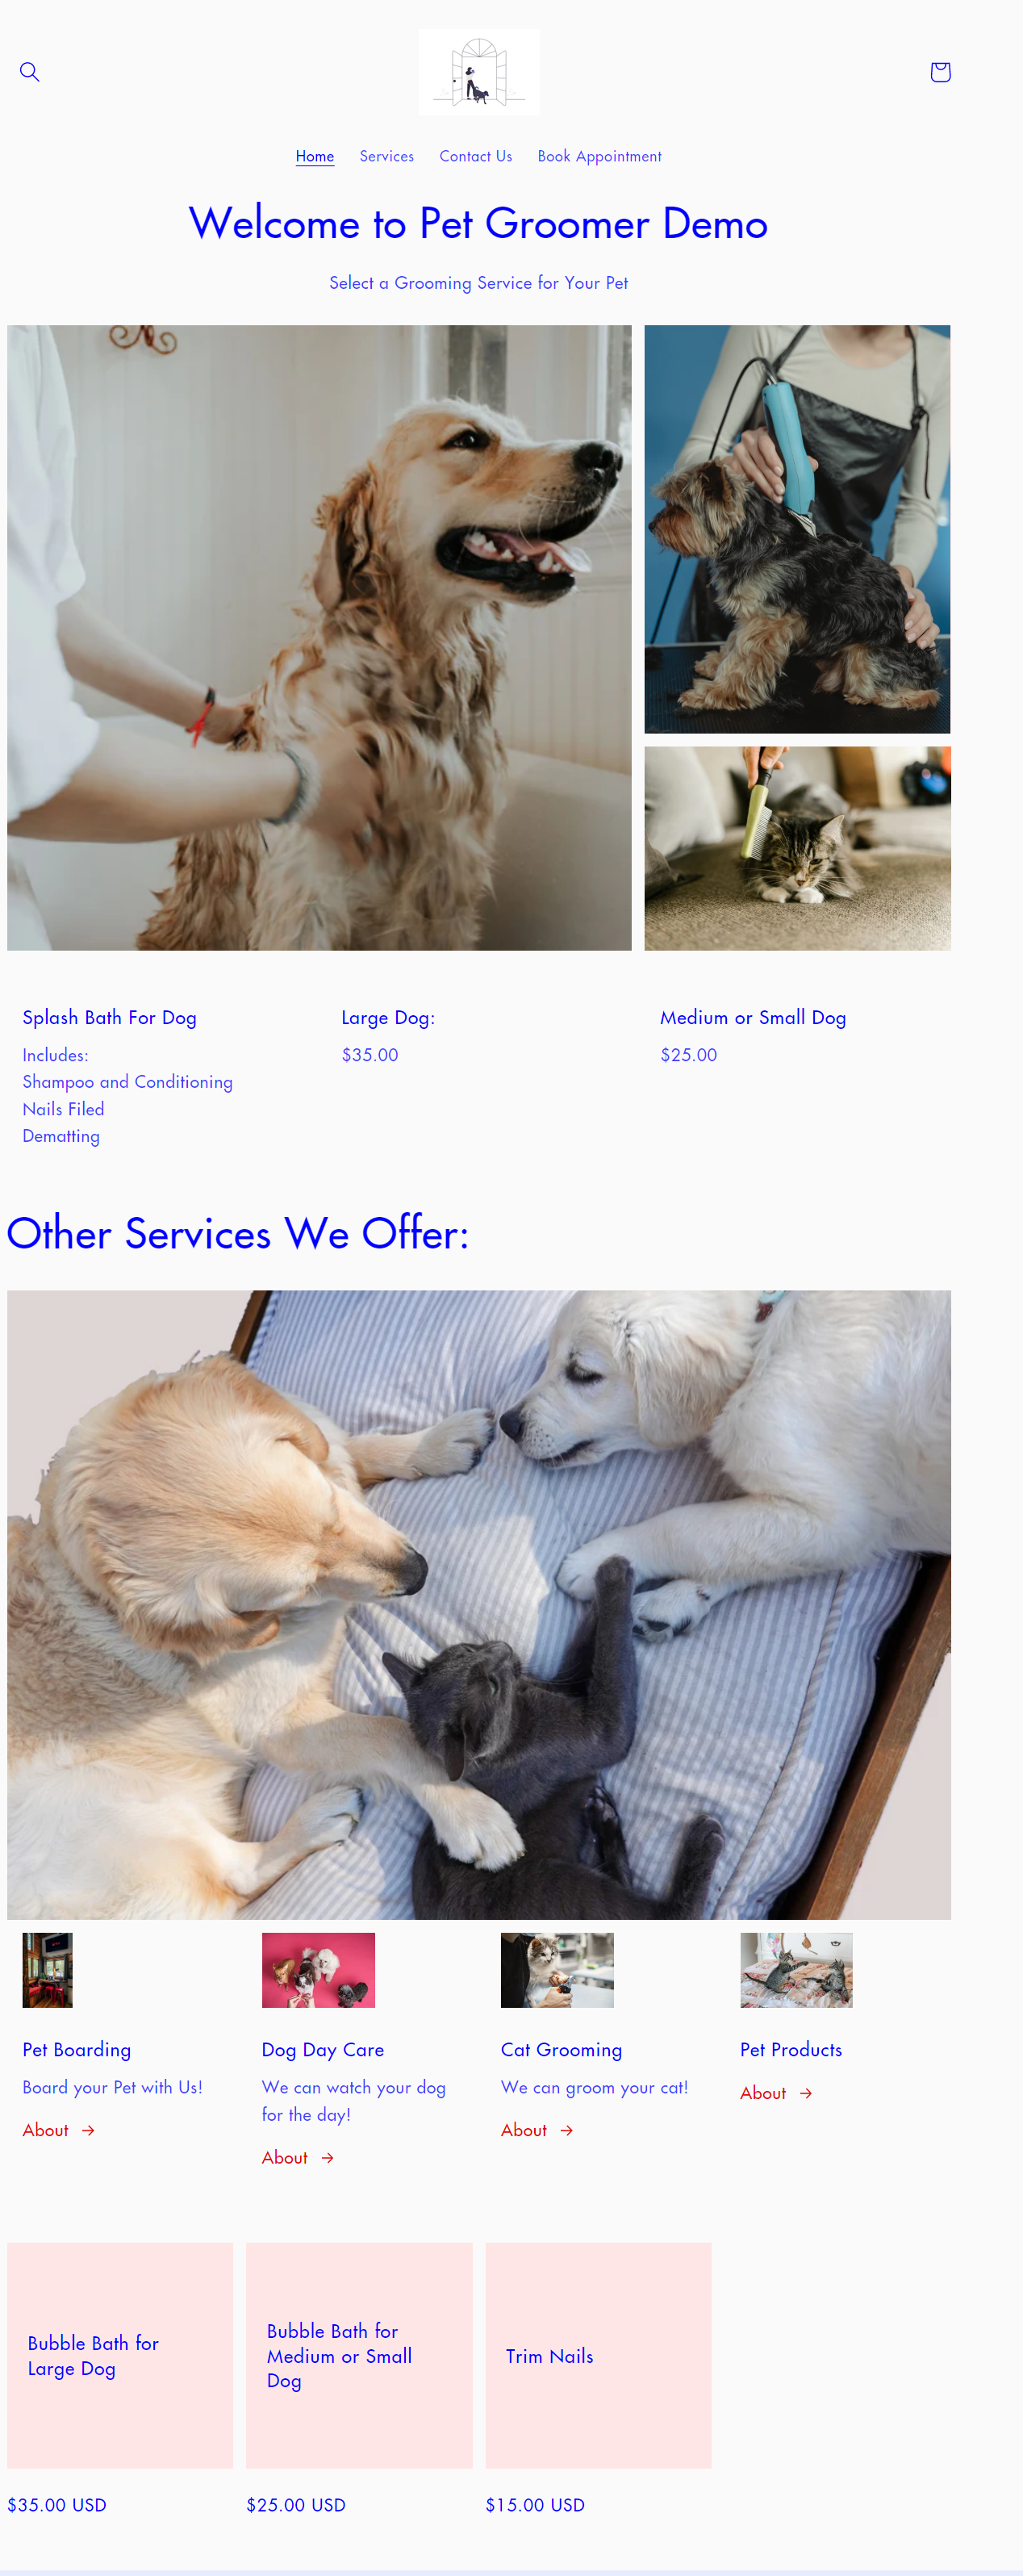 Home Services Contact Us Book Appointment
Welcome to Pet Groomer Demo
Select a Grooming Service for Your Pet
Splash Bath For Dog
Includes:
Shampoo and Conditioning
Nails Filed
Dematting
Large Dog:
$35.00
Medium or Small Dog
$25.00
Other Services We Offer:
Pet Boarding
Board your Pet with Us!
About →
Dog Day Care
We can watch your dog
for the day!
About →
Cat Grooming
We can groom your cat!
About →
Pet Products
About →
Bubble Bath for
Large Dog
$35.00 USD
Bubble Bath for
Medium or Small
Dog
$25.00 USD
Trim Nails
$15.00 USD